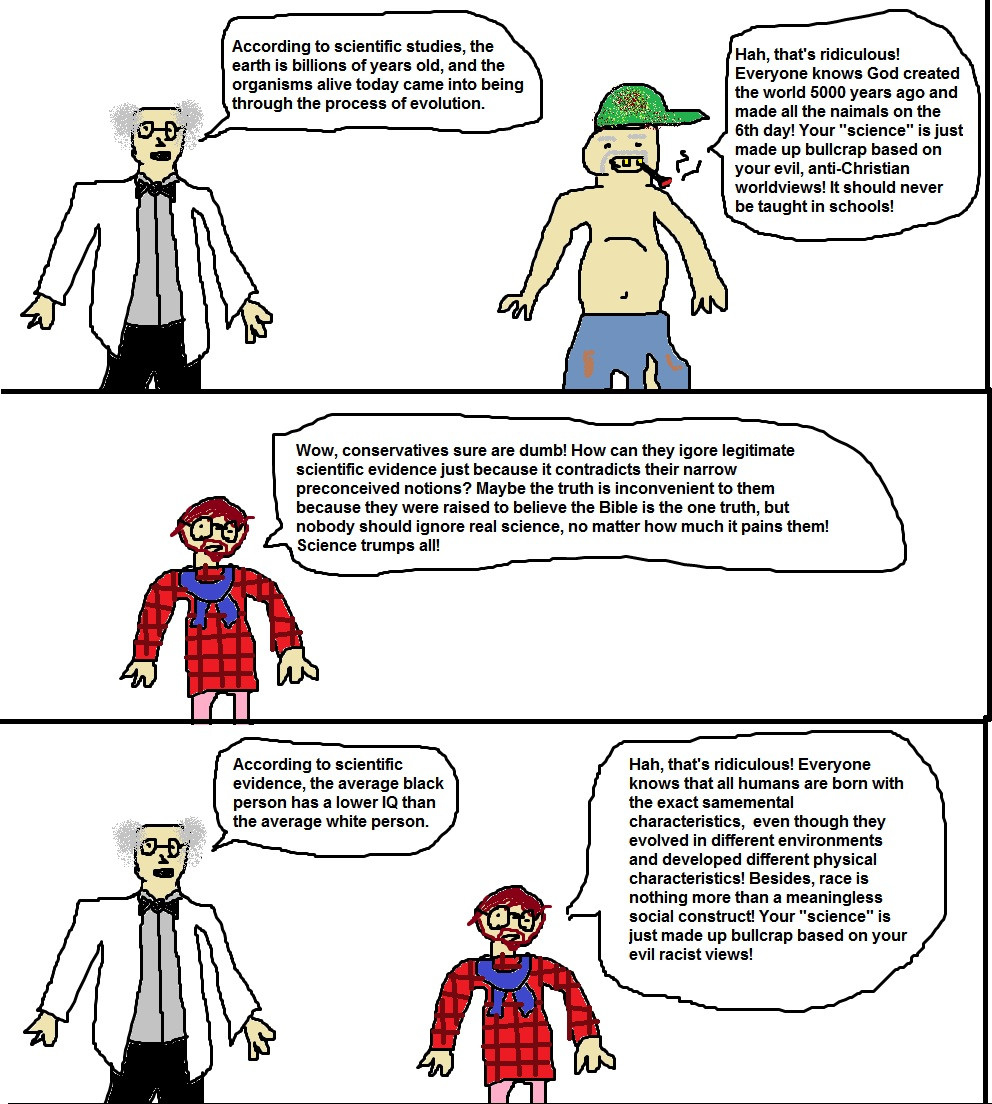 According to scientific studies, the
earth is billions of years old, and the
organisms alive today came into being
through the process of evolution.
Hah, that's ridiculous!
Everyone knows God created
the world 5000 years ago and
made all the naimals on the
6th day! Your "science" is just
made up bullcrap based on
your evil, anti-Christian
worldviews! It should never
be taught in schools!
Wow, conservatives sure are dumb! How can they igore legitimate
scientific evidence just because it contradicts their narrow
preconceived notions? Maybe the truth is inconvenient to them
because they were raised to believe the Bible is the one truth, but
nobody should ignore real science, no matter how much it pains them!
Science trumps all!
According to scientific
evidence, the average black
person has a lower IQ than
the average white person.
Hah, that's ridiculous! Everyone
knows that all humans are born with
the exact samemental
characteristics, even though they
evolved in different environments
and developed different physical
characteristics! Besides, race is
nothing more than a meaningless
social construct! Your "science" is
just made up bullcrap based on your
evil racist views!